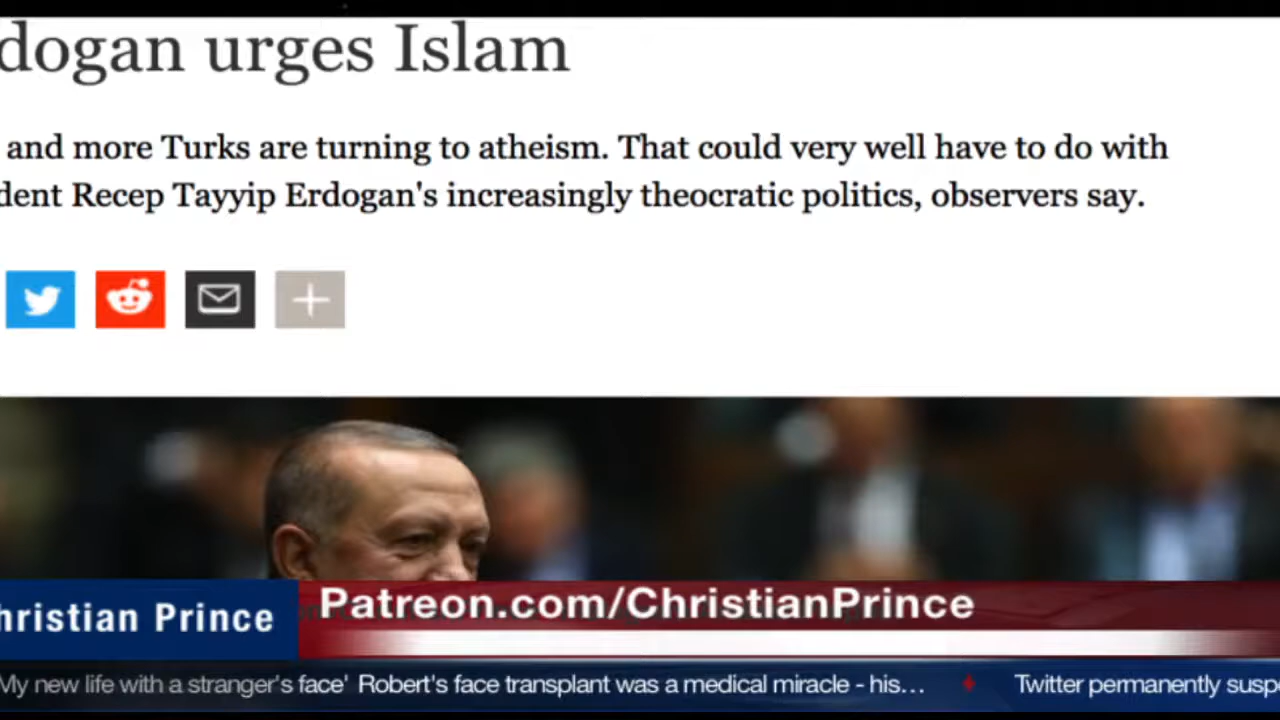 dogan urges Islam
and more Turks are turning to atheism. That could very well have to do with
dent Recep Tayyip Erdogan's increasingly theocratic politics, observers say.
hristian Prince
Patreon.com/ChristianPrince
My new life with a stranger's face' Robert's face transplant was a medical miracle - his... Twitter permanently suspe